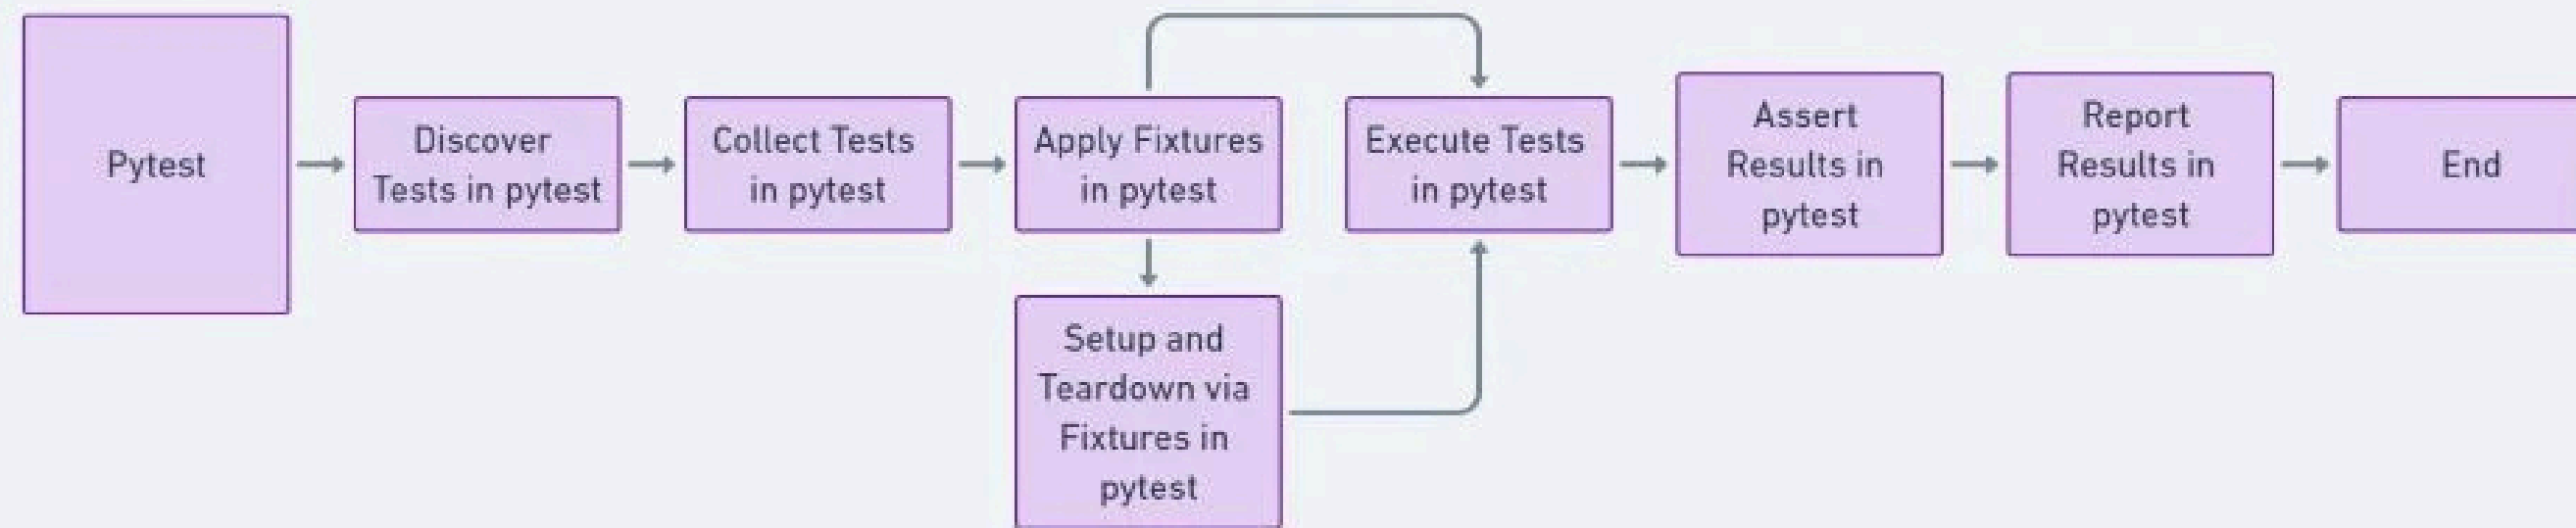 Pytest
Discover
Tests in pytest
Collect Tests
in pytest
Apply Fixtures
in pytest
Execute Tests
in pytest
Assert
Results in
pytest
Report
Results in
pytest
End
Setup and
Teardown via
Fixtures in
pytest